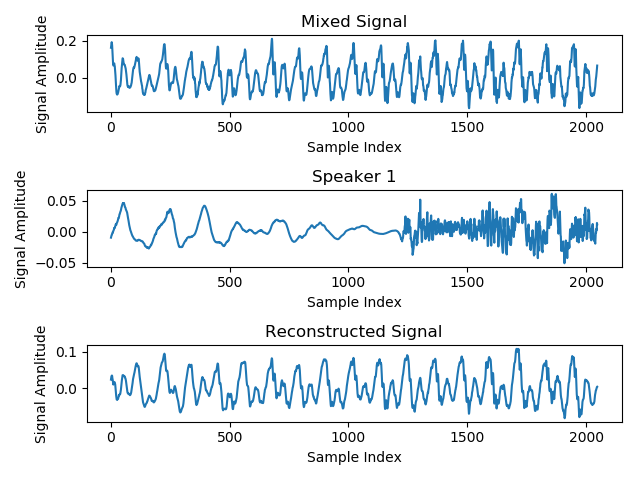 Mixed Signal
Signal Amplitude
0.2
0.0
0 500 1000 1500 2000
Sample Index
Speaker 1
Signal Amplitude
0.05
0.00
−0.05
0 500 1000 1500 2000
Sample Index
Reconstructed Signal
Signal Amplitude
0.1
0.0
0 500 1000 1500 2000
Sample Index